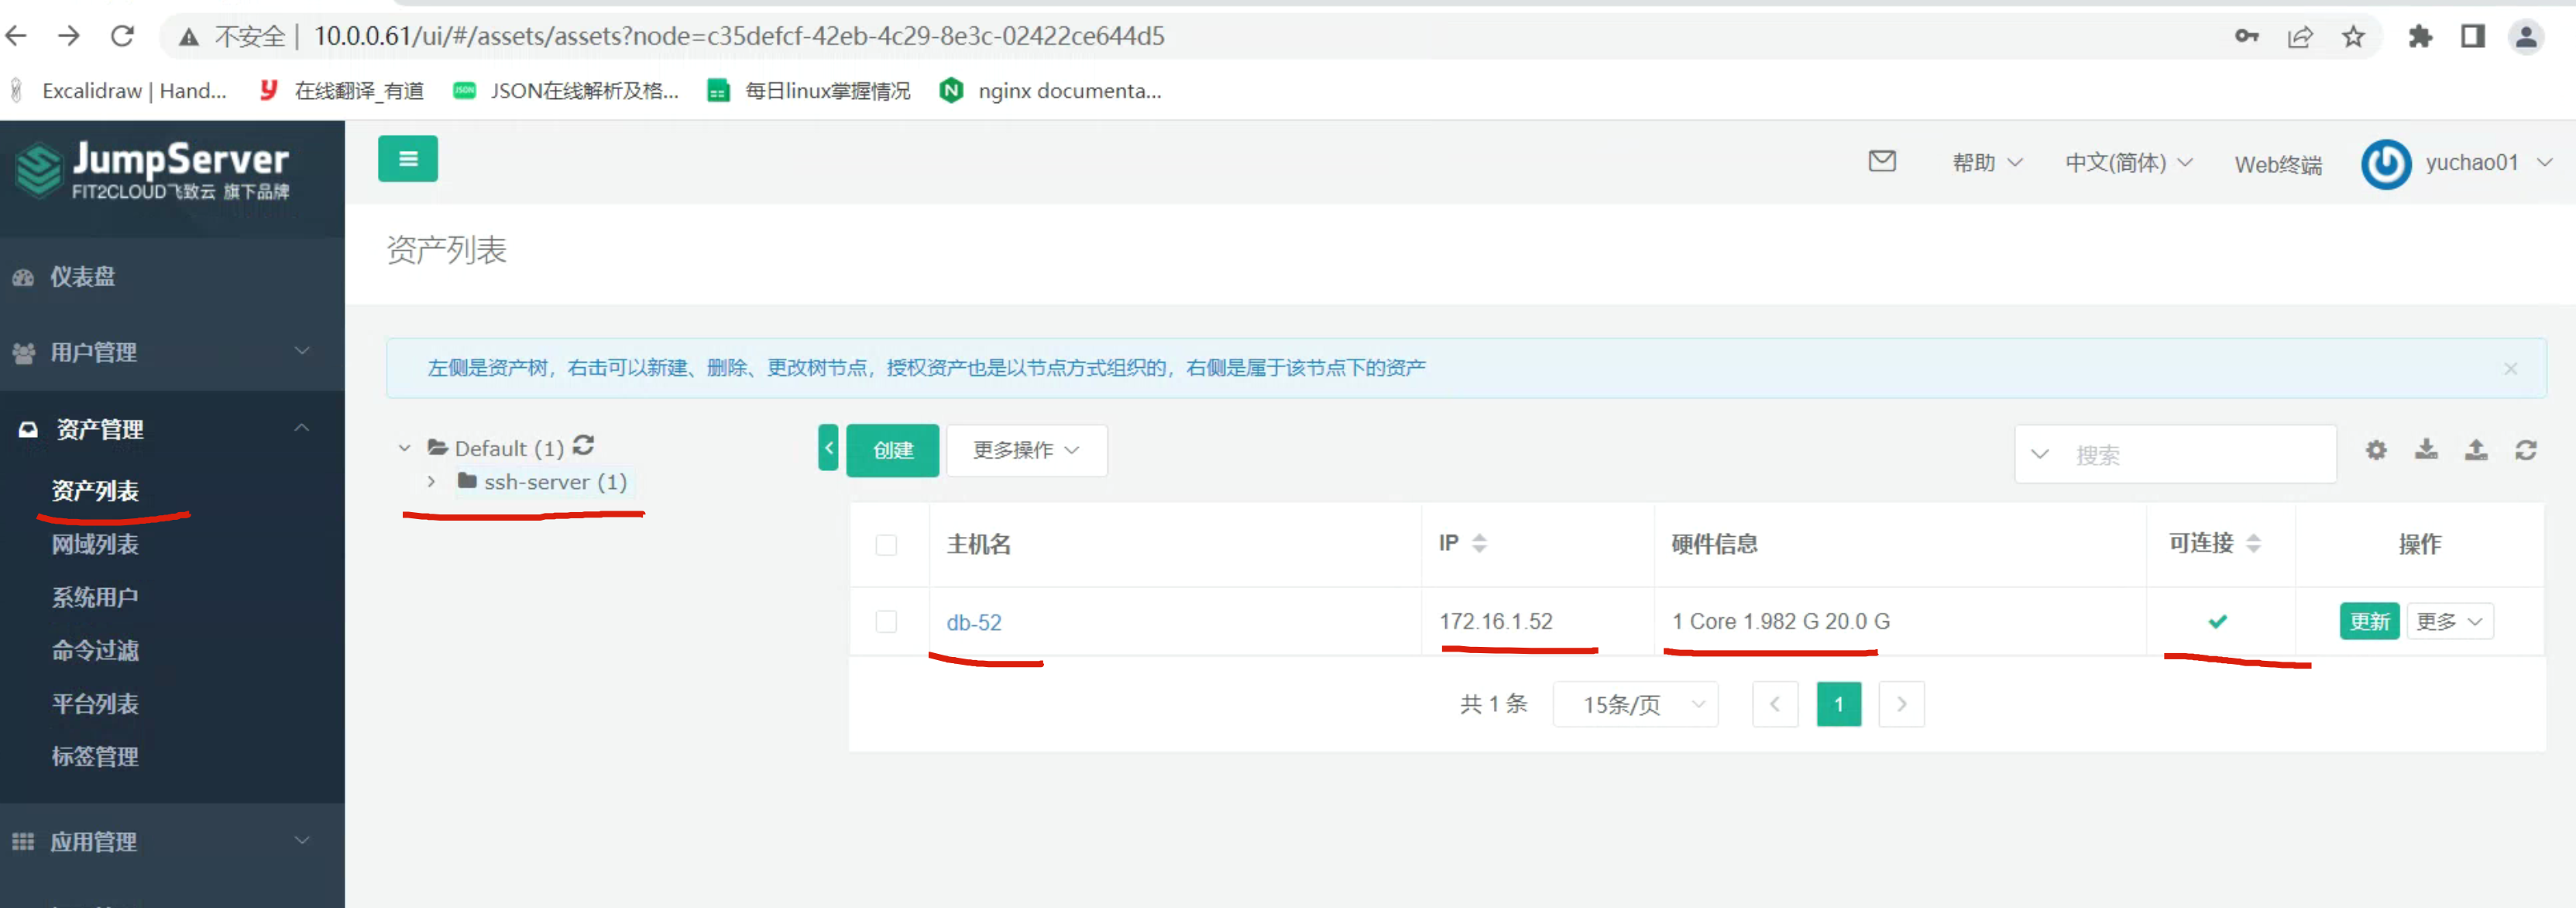 不安全 | 10.0.0.61/ui/#/assets/assets?node=c35defcf-42eb-4c29-8e3c-02422ce644d5
Excalidraw | Hand... 在线翻译_有道 JSON在线解析及格... 每日linux掌握情况 nginx documenta...
JumpServer
FIT2CLOUD飞致云 旗下品牌
帮助 中文(简体) Web终端 yuchao01
资产列表
仪表盘
用户管理
资产管理
资产列表
网域列表
系统用户
命令过滤
平台列表
标签管理
应用管理
左侧是资产树，右击可以新建、删除、更改树节点，授权资产也是以节点方式组织的，右侧是属于该节点下的资产
Default (1)
ssh-server (1)
创建 更多操作 搜索
主机名 IP 硬件信息 可连接 操作
db-52 172.16.1.52 1 Core 1.982 G 20.0 G 更新 更多
共 1 条 15条/页 1